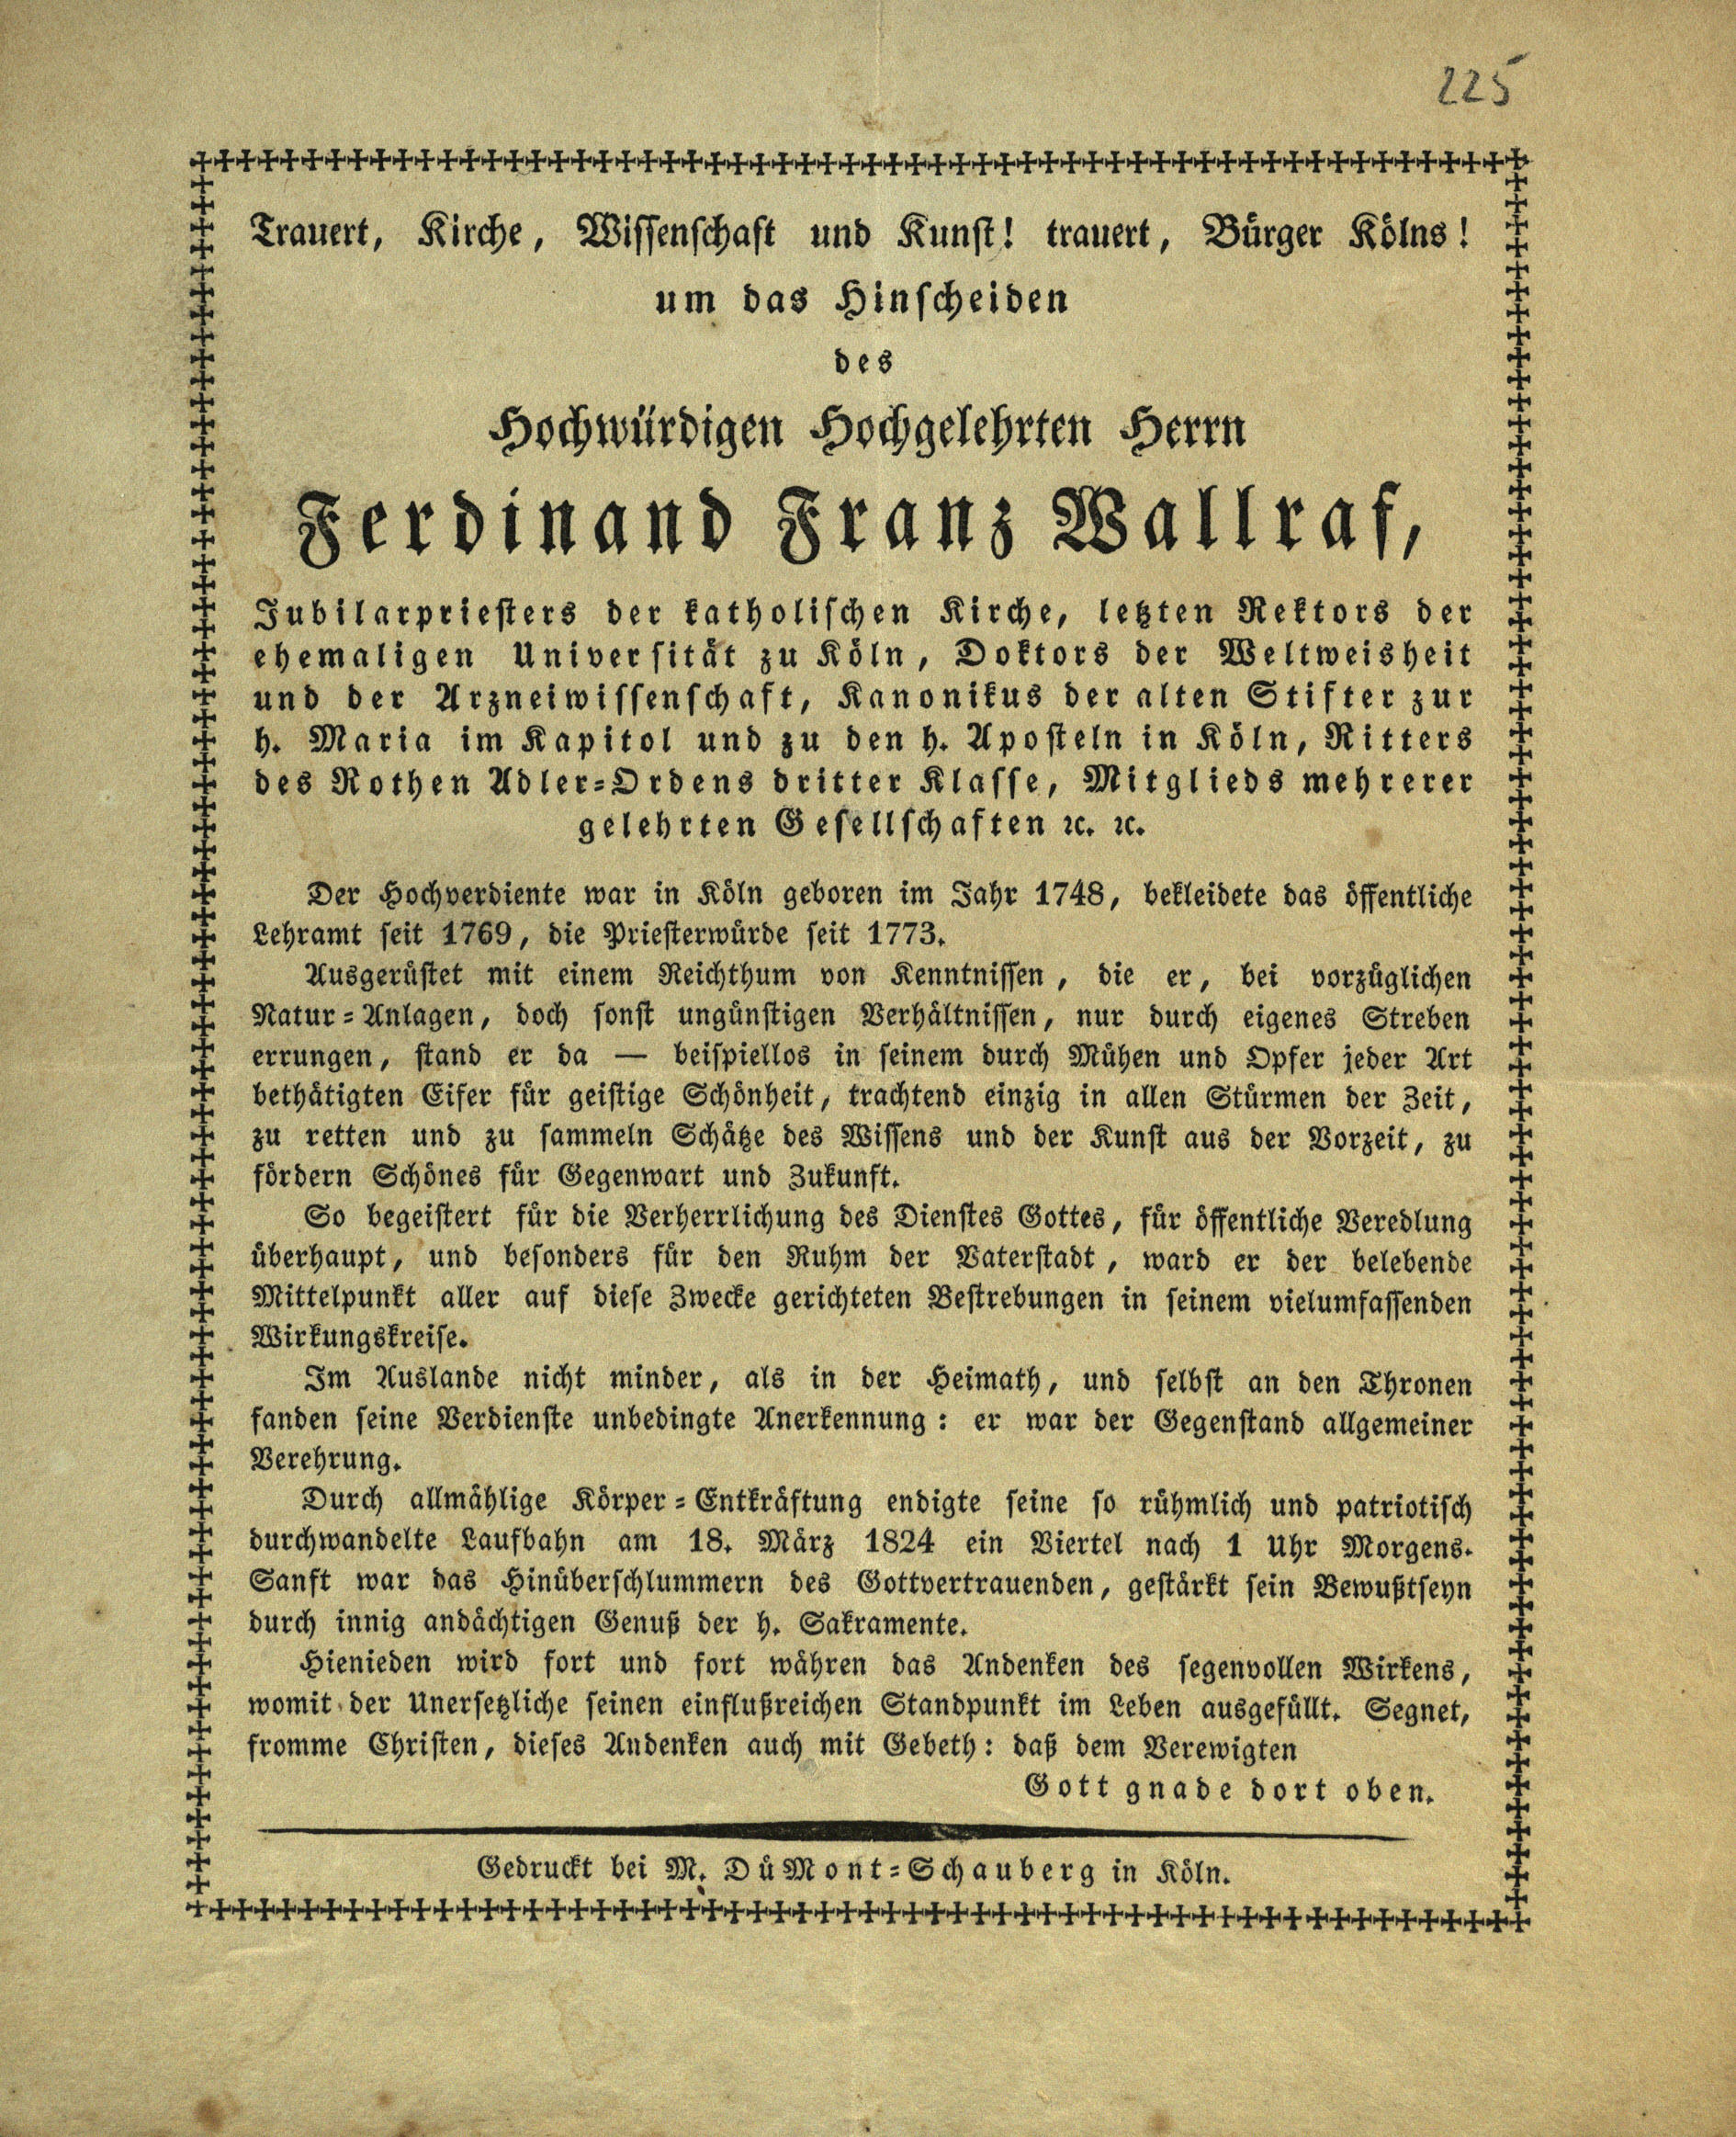 225
Trauert, Kirche, Wissenschaft und Kunst! trauert, Bürger Kölns!
um das Hinscheiden
des
Hochwürdigen Hochgelehrten Herrn
Ferdinand Franz Wallraf,
Jubilarpriesters der katholischen Kirche, letzten Rektors der
ehemaligen Universität zu Köln, Doktors der Weltweisheit
und der Arzneiwissenschaft, Kanonikus der alten Stifter zur
h. Maria im Kapitol und zu den h. Aposteln in Köln, Ritters
des Rothen Adler-Ordens dritter Klasse, Mitglieds mehrerer
gelehrten Gesellschaften ꝛc. ꝛc.
Der Hochverdiente war in Köln geboren im Jahr 1748, bekleidete das öffentliche
Lehramt seit 1769, die Priesterwürde seit 1773.
Ausgerüstet mit einem Reichthum von Kenntnissen, die er, bei vorzüglichen
Natur-Anlagen, doch sonst ungünstigen Verhältnissen, nur durch eigenes Streben
errungen, stand er da — beispiellos in seinem durch Mühen und Opfer jeder Art
bethätigten Eifer für geistige Schönheit, trachtend einzig in allen Stürmen der Zeit,
zu retten und zu sammeln Schätze des Wissens und der Kunst aus der Vorzeit, zu
fördern Schönes für Gegenwart und Zukunft.
So begeistert für die Verherrlichung des Dienstes Gottes, für öffentliche Veredlung
überhaupt, und besonders für den Ruhm der Vaterstadt, ward er der belebende
Mittelpunkt aller auf diese Zwecke gerichteten Bestrebungen in seinem vielumfassenden
Wirkungskreise.
Im Auslande nicht minder, als in der Heimath, und selbst an den Thronen
fanden seine Verdienste unbedingte Anerkennung: er war der Gegenstand allgemeiner
Verehrung.
Durch allmählige Körper-Entkräftung endigte seine so rühmlich und patriotisch
durchwandelte Laufbahn am 18. März 1824 ein Viertel nach 1 Uhr Morgens.
Sanft war das Hinüberschlummern des Gottvertrauenden, gestärkt sein Bewußtseyn
durch innig andächtigen Genuß der h. Sakramente.
Hienieden wird fort und fort währen das Andenken des segenvollen Wirkens,
womit der Unersetzliche seinen einflußreichen Standpunkt im Leben ausgefüllt. Segnet,
fromme Christen, dieses Andenken auch mit Gebeth: daß dem Verewigten
Gott gnade dort oben.
Gedruckt bei M. DüMont-Schauberg in Köln.